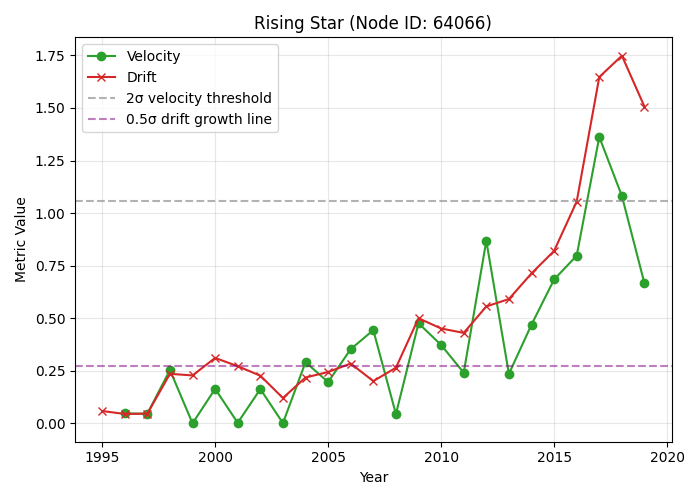 Rising Star (Node ID: 64066)
Velocity
Drift
2σ velocity threshold
0.5σ drift growth line
Metric Value
1.75
1.50
1.25
1.00
0.75
0.50
0.25
0.00
1995 2000 2005 2010 2015 2020
Year